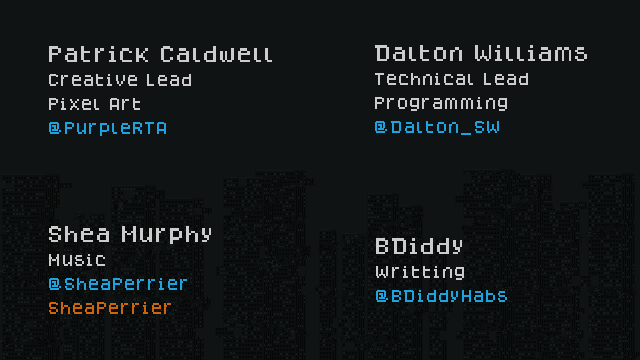 Patrick Caldwell
Creative Lead
Pixel Art
@PurpleRTA
Dalton Williams
Technical Lead
Programming
@Dalton_SW
Shea Murphy
Music
@SheaPerrier
SheaPerrier
BDiddy
Writting
@BDiddyHabs